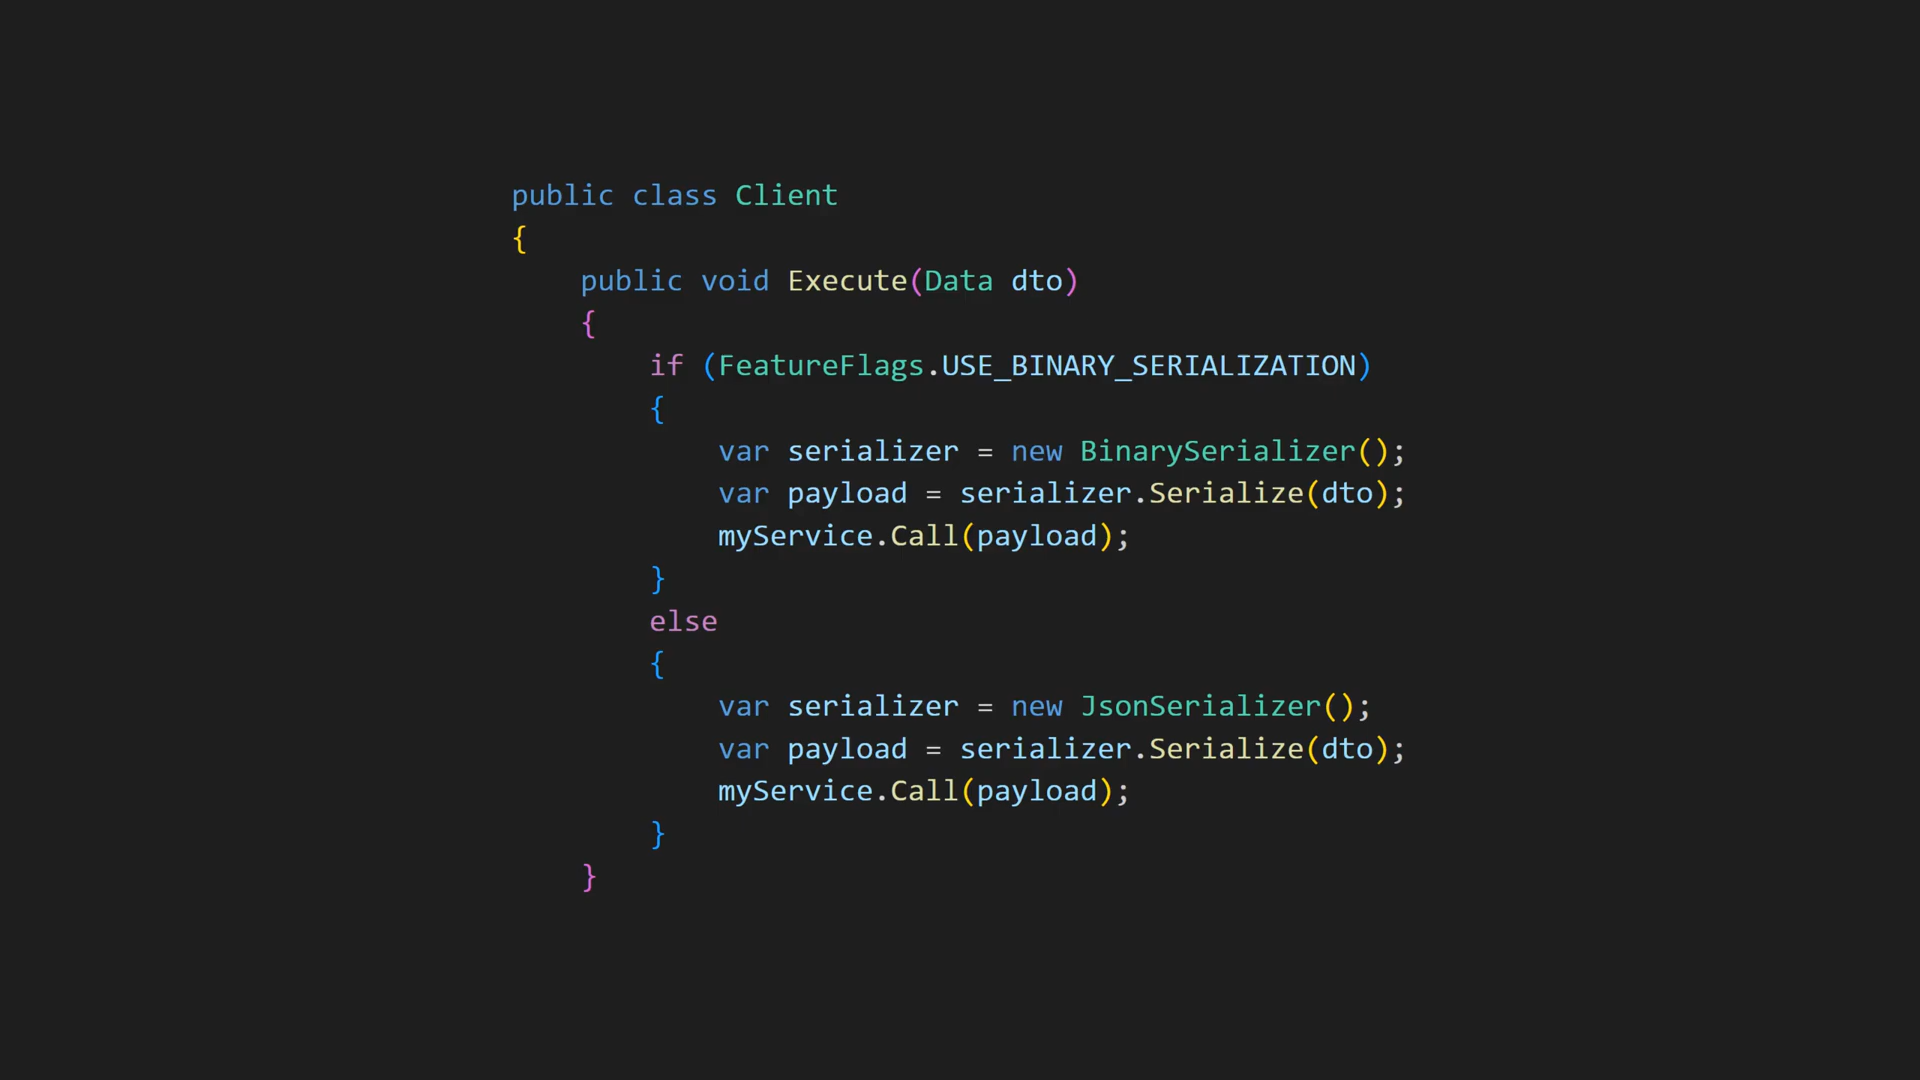 public class Client
{
    public void Execute(Data dto)
    {
        if (FeatureFlags.USE_BINARY_SERIALIZATION)
        {
            var serializer = new BinarySerializer();
            var payload = serializer.Serialize(dto);
            myService.Call(payload);
        }
        else
        {
            var serializer = new JsonSerializer();
            var payload = serializer.Serialize(dto);
            myService.Call(payload);
        }
    }